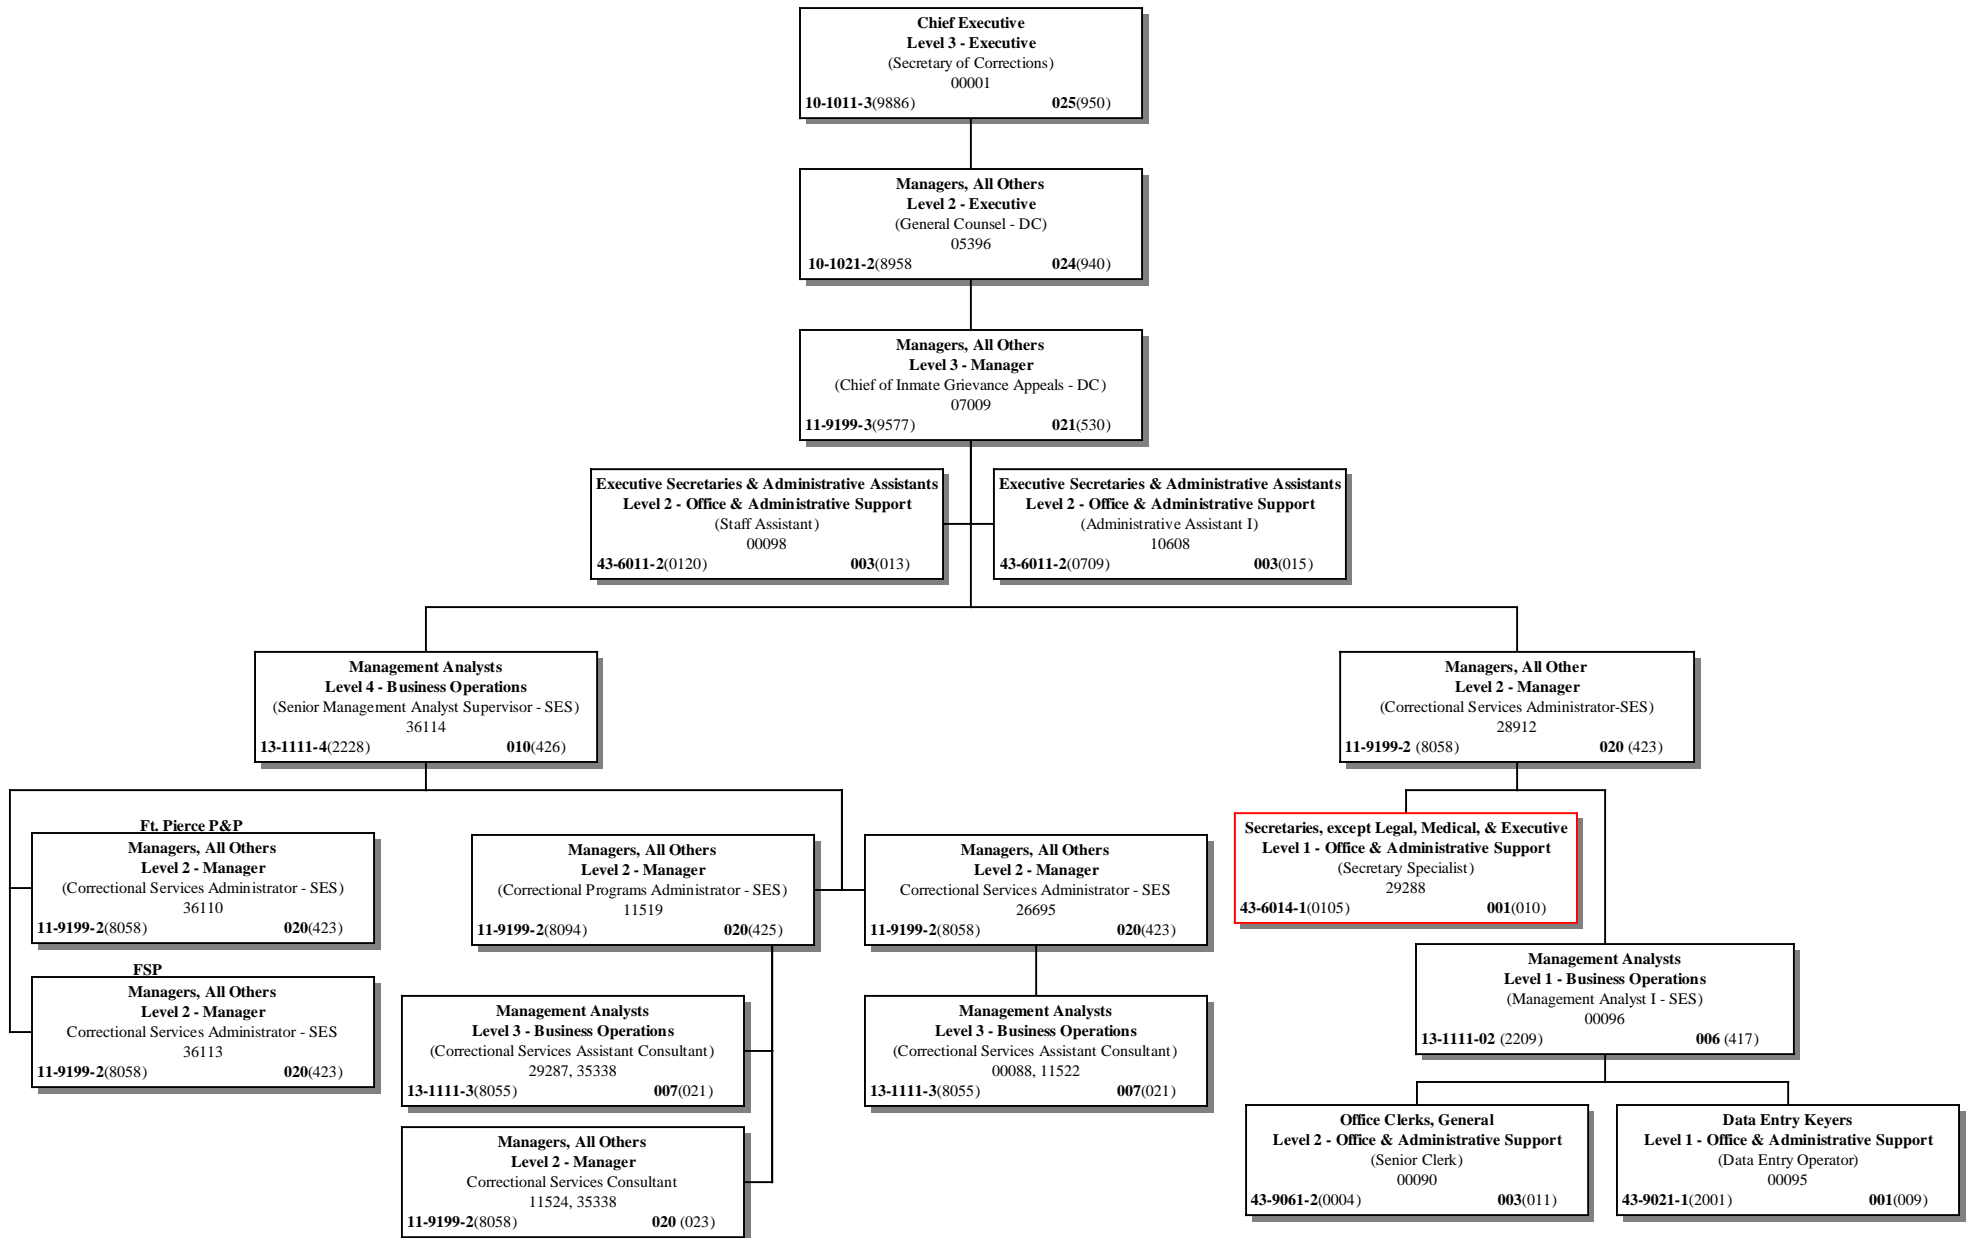 Chief Executive
Level 3 - Executive
(Secretary of Corrections)
00001
10-1011-3(9886) 025(950)
Managers, All Others
Level 2 - Executive
(General Counsel - DC)
05396
10-1021-2(8958 024(940)
Managers, All Others
Level 3 - Manager
(Chief of Inmate Grievance Appeals - DC)
07009
11-9199-3(9577) 021(530)
Executive Secretaries & Administrative Assistants
Level 2 - Office & Administrative Support
(Staff Assistant)
00098
43-6011-2(0120) 003(013)
Executive Secretaries & Administrative Assistants
Level 2 - Office & Administrative Support
(Administrative Assistant I)
10608
43-6011-2(0709) 003(015)
Management Analysts
Level 4 - Business Operations
(Senior Management Analyst Supervisor - SES)
36114
13-1111-4(2228) 010(426)
Managers, All Other
Level 2 - Manager
(Correctional Services Administrator-SES)
28912
11-9199-2 (8058) 020 (423)
Ft. Pierce P&P
Managers, All Others
Level 2 - Manager
(Correctional Services Administrator - SES)
36110
11-9199-2(8058) 020(423)
FSP
Managers, All Others
Level 2 - Manager
Correctional Services Administrator - SES
36113
11-9199-2(8058) 020(423)
Managers, All Others
Level 2 - Manager
(Correctional Programs Administrator - SES)
11519
11-9199-2(8094) 020(425)
Management Analysts
Level 3 - Business Operations
(Correctional Services Assistant Consultant)
29287, 35338
13-1111-3(8055) 007(021)
Managers, All Others
Level 2 - Manager
Correctional Services Consultant
11524, 35338
11-9199-2(8058) 020 (023)
Managers, All Others
Level 2 - Manager
Correctional Services Administrator - SES
26695
11-9199-2(8058) 020(423)
Management Analysts
Level 3 - Business Operations
(Correctional Services Assistant Consultant)
00088, 11522
13-1111-3(8055) 007(021)
Secretaries, except Legal, Medical, & Executive
Level 1 - Office & Administrative Support
(Secretary Specialist)
29288
43-6014-1(0105) 001(010)
Management Analysts
Level 1 - Business Operations
(Management Analyst I - SES)
00096
13-1111-02 (2209) 006 (417)
Office Clerks, General
Level 2 - Office & Administrative Support
(Senior Clerk)
00090
43-9061-2(0004) 003(011)
Data Entry Keyers
Level 1 - Office & Administrative Support
(Data Entry Operator)
00095
43-9021-1(2001) 001(009)